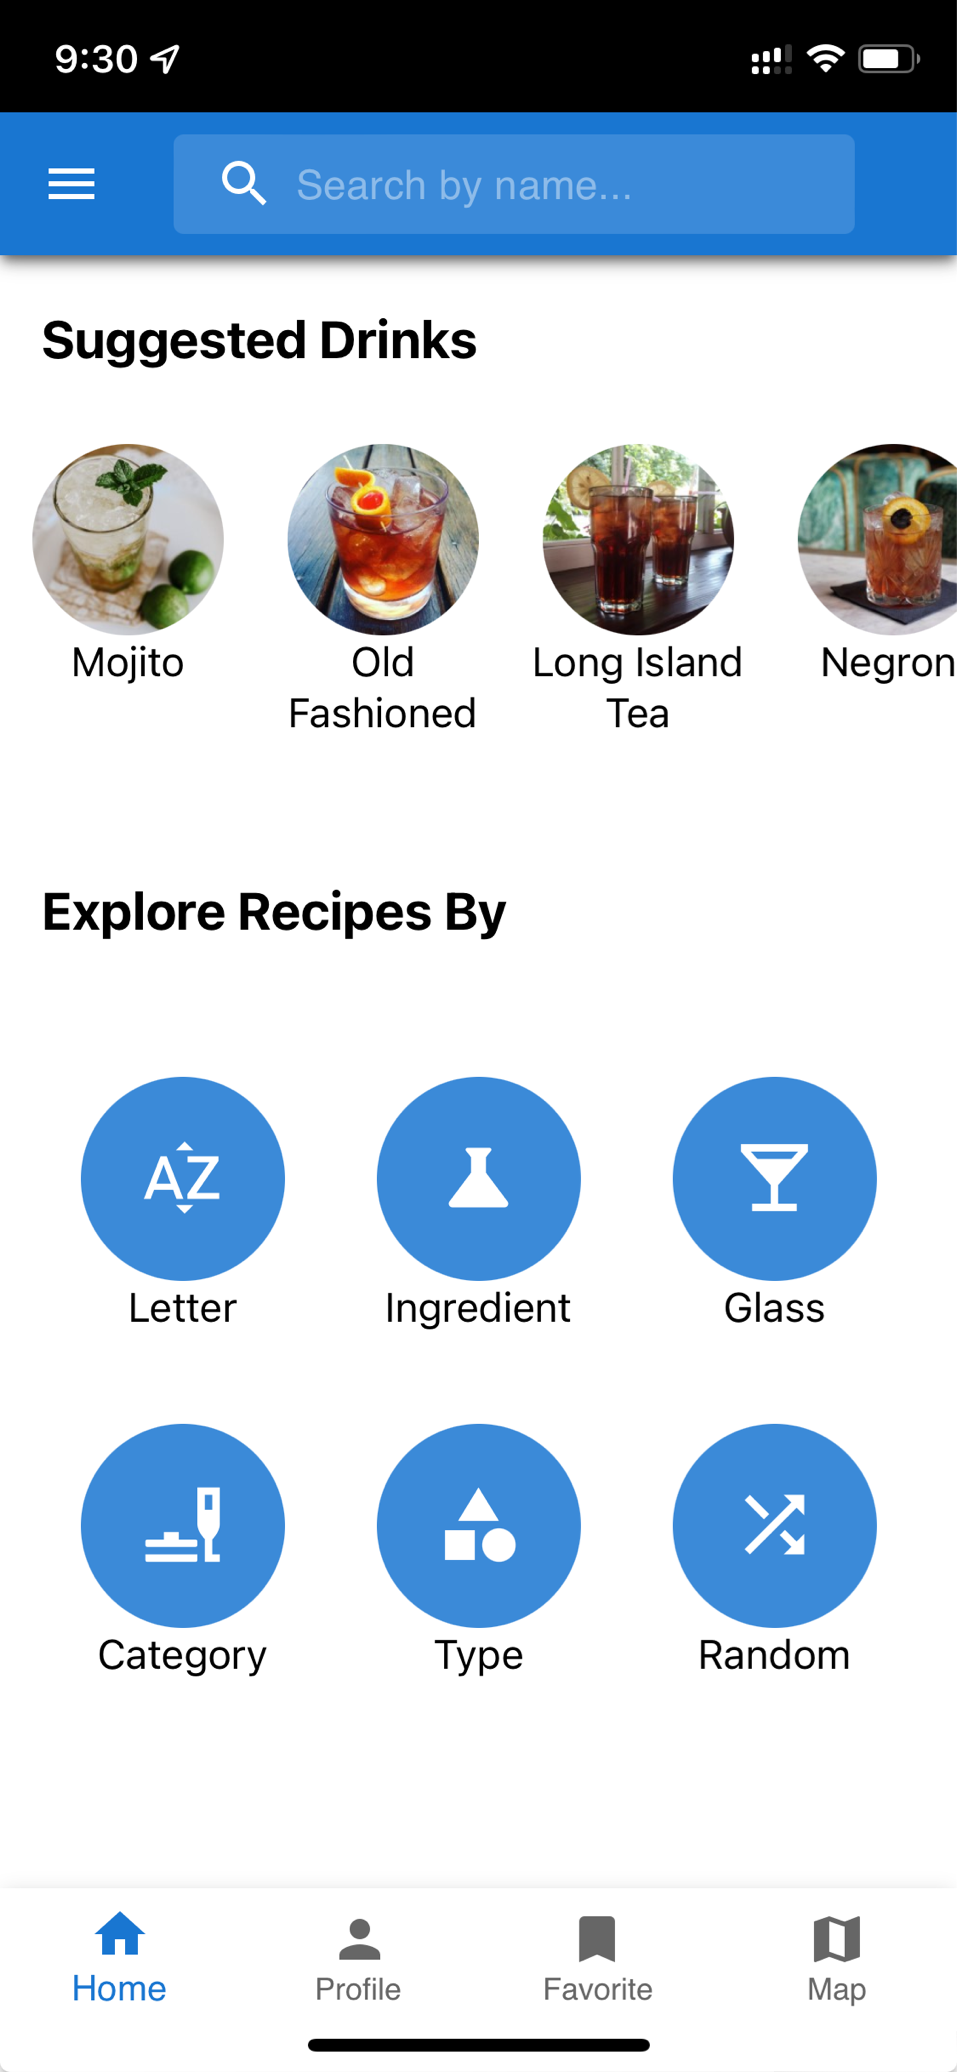 9:30
Search by name...
Suggested Drinks
Mojito
Old
Fashioned
Long Island
Tea
Negron
Explore Recipes By
AZ
Letter
Ingredient
Glass
Category
Type
Random
Home
Profile
Favorite
Map